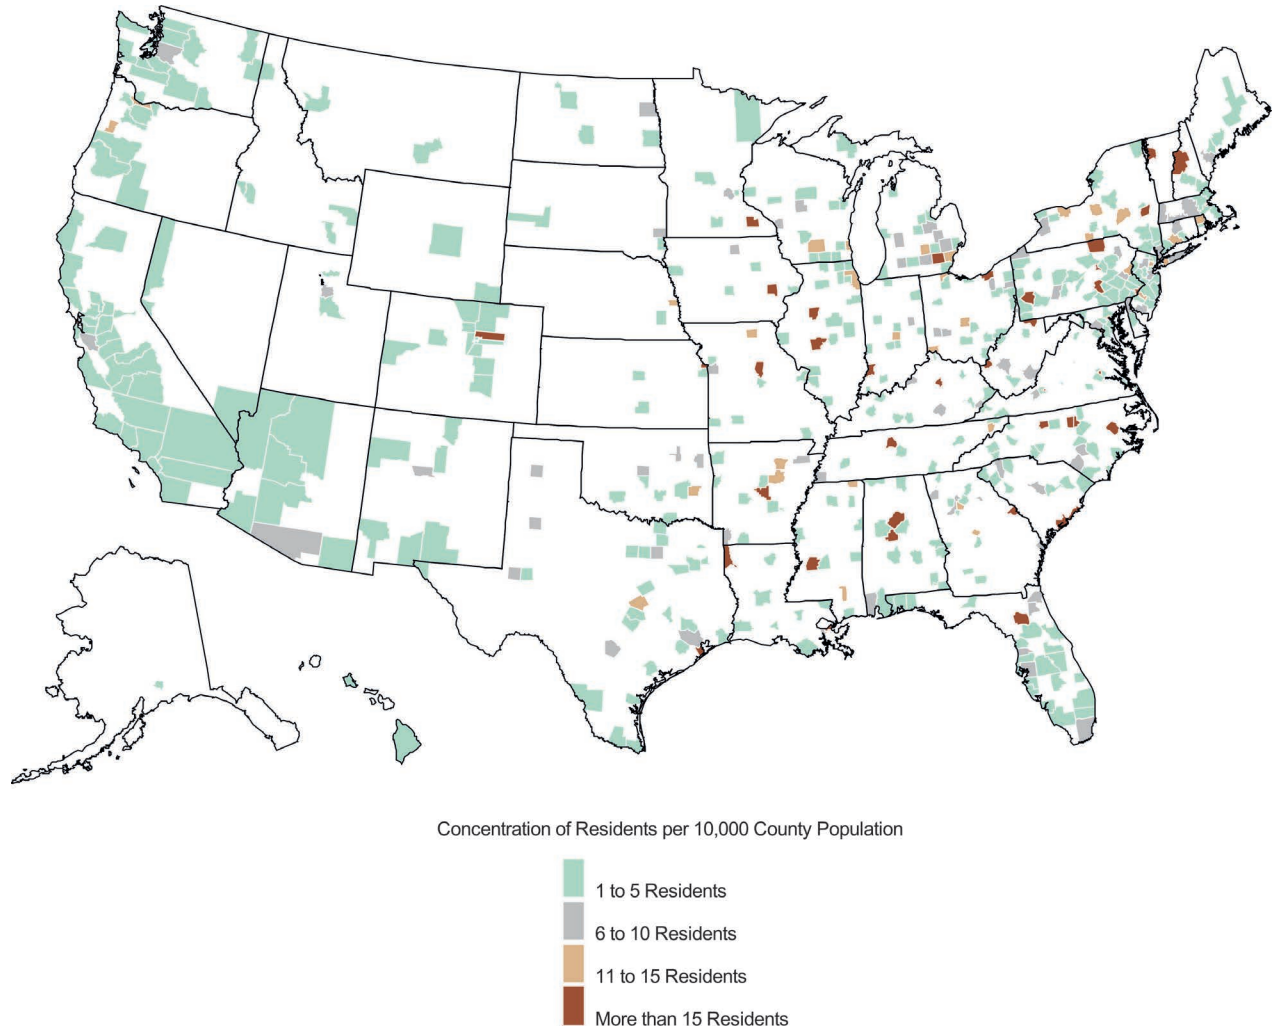 Concentration of Residents per 10,000 County Population
1 to 5 Residents
6 to 10 Residents
11 to 15 Residents
More than 15 Residents